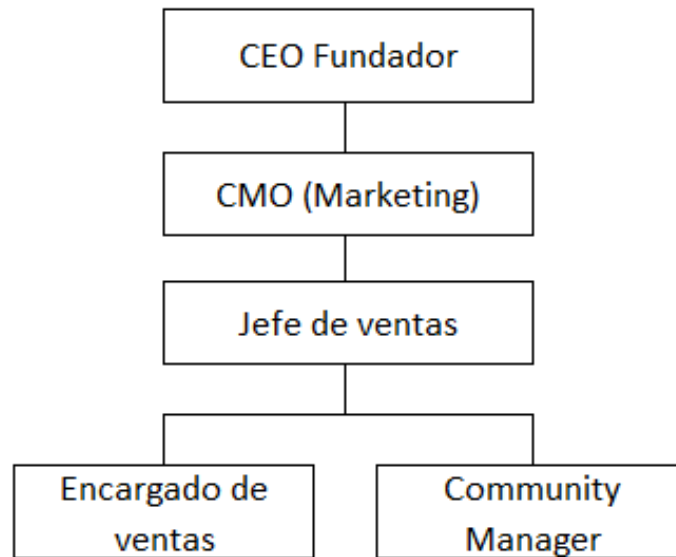 CEO Fundador
CMO (Marketing)
Jefe de ventas
Encargado de
ventas
Community
Manager